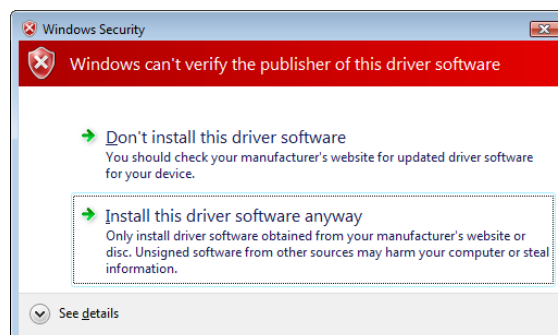 Windows Security
Windows can't verify the publisher of this driver software
Don't install this driver software
You should check your manufacturer's website for updated driver software
for your device.
Install this driver software anyway
Only install driver software obtained from your manufacturer's website or
disc. Unsigned software from other sources may harm your computer or steal
information.
See details